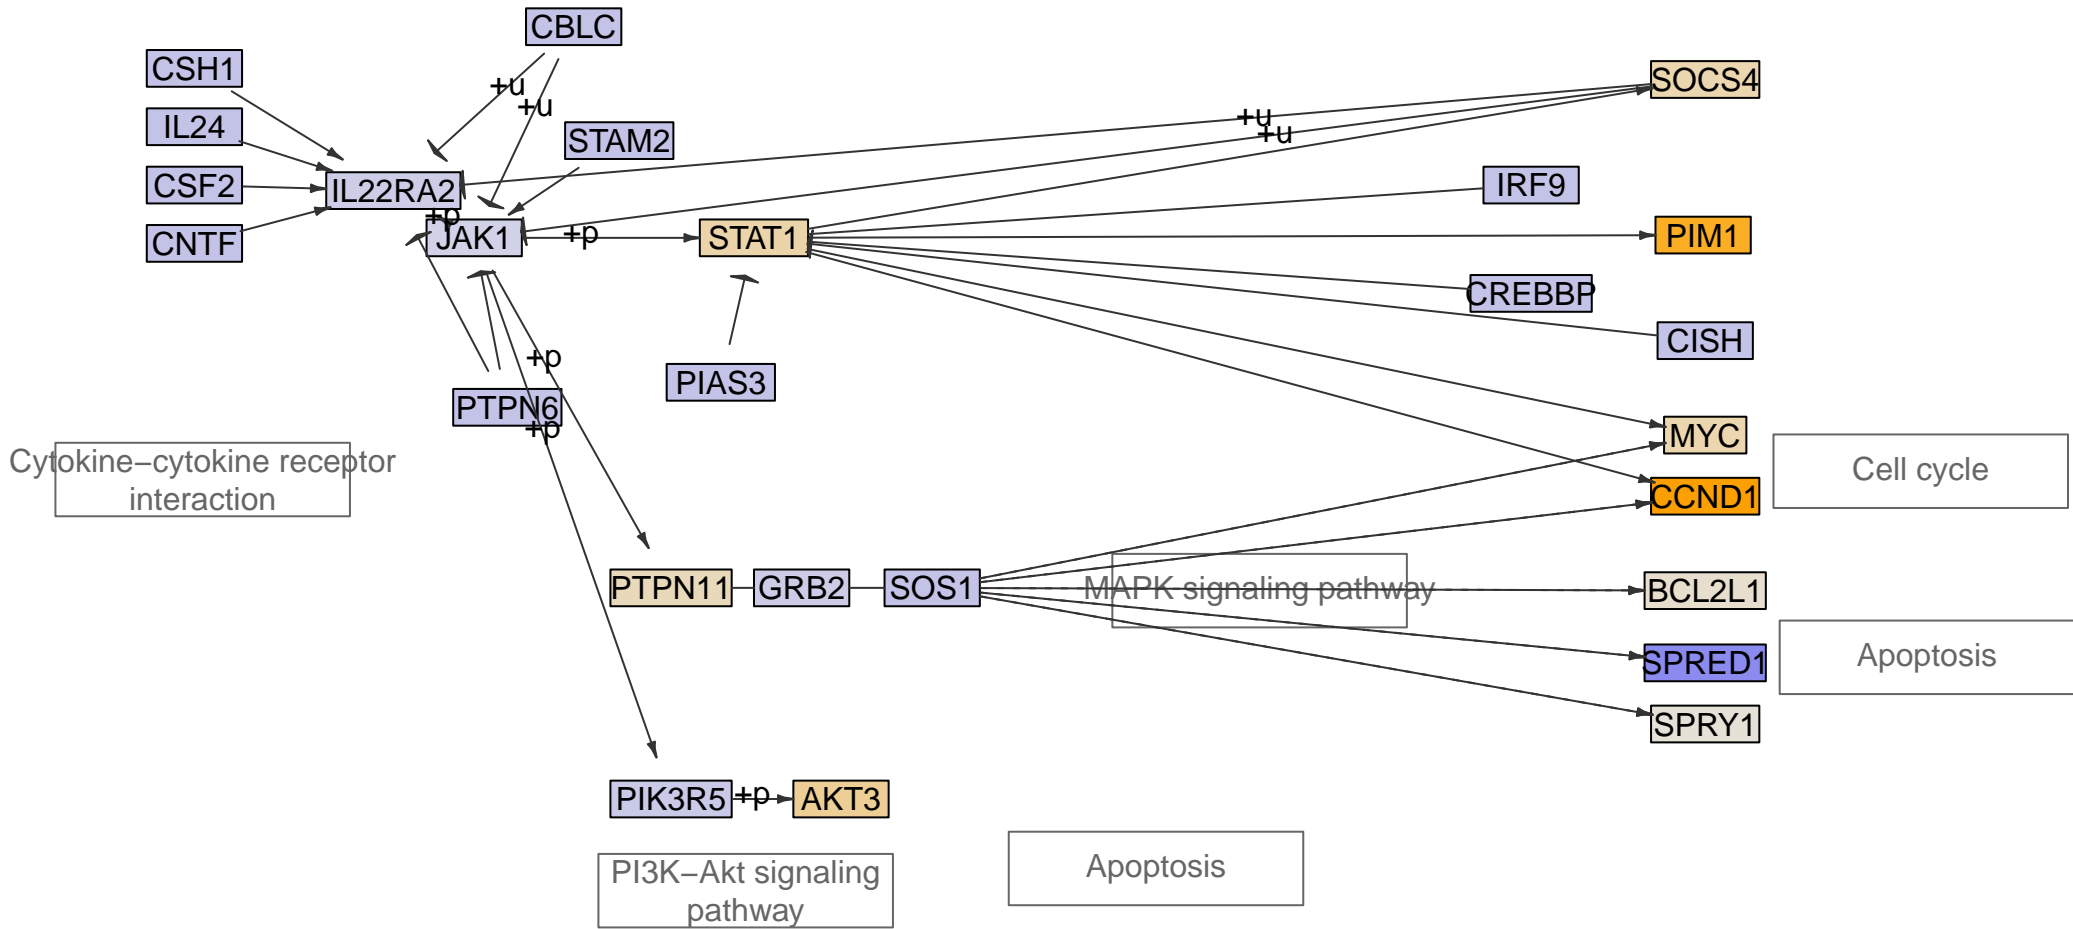 CBLC
CSH1
+u
SOCS4
+u
+u
IL24
+u
STAM2
CSF2
IL22RA2
IRF9
+p
CNTF
JAK1
+p
STAT1
PIM1
CREBBP
CISH
+p
PIAS3
PTPN6
+p
MYC
Cytokine–cytokine receptor
interaction
Cell cycle
CCND1
PTPN11
GRB2
SOS1
MAPK signaling pathway
BCL2L1
SPRED1
Apoptosis
SPRY1
PIK3R5
+p
AKT3
PI3K–Akt signaling
pathway
Apoptosis